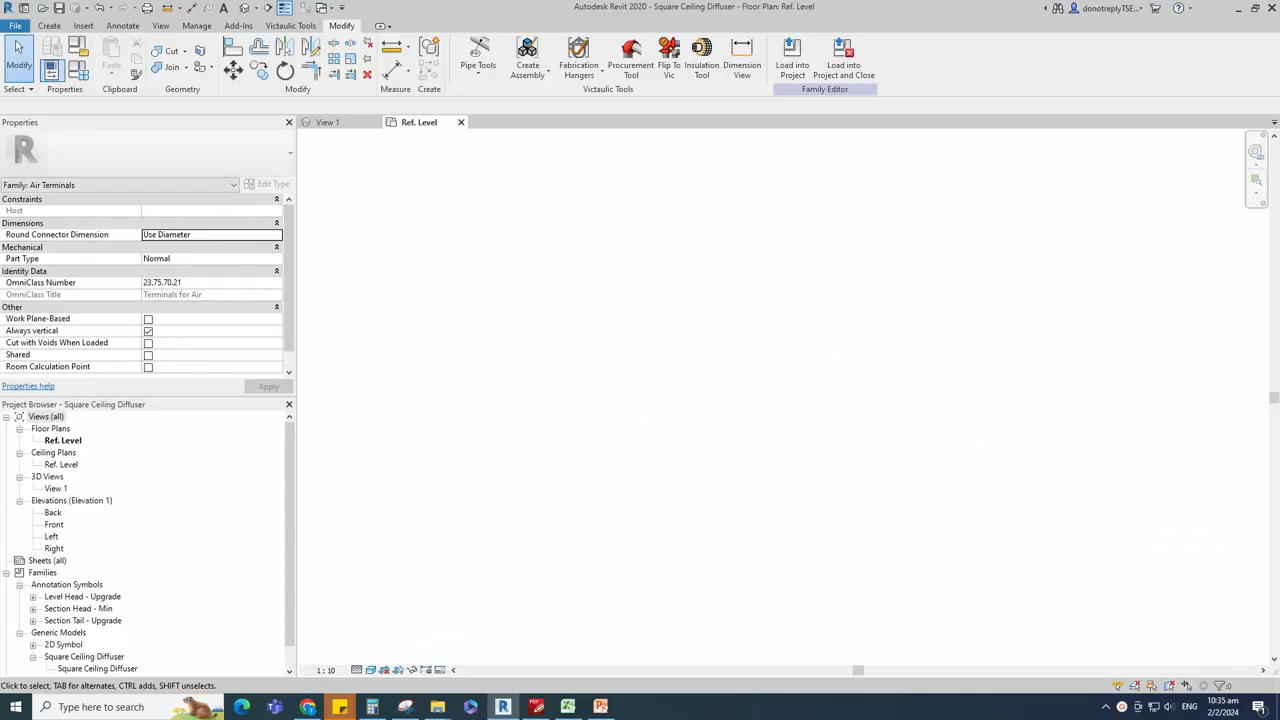 Autodesk Revit 2020 - Square Ceiling Diffuser - Floor Plan: Ref. Level
donotreplyTSE...
File
Create
Insert
Annotate
View
Manage
Add-Ins
Victaulic Tools
Modify
Modify
Paste
Cut
Join
Pipe Tools
Create Assembly
Fabrication Hangers
Procurement Tool
Flip To Vic
Insulation Tool
Dimension View
Load into Project
Load into Project and Close
Select
Properties
Clipboard
Geometry
Modify
Measure
Create
Victaulic Tools
Family Editor
Properties
View 1
Ref. Level
Family: Air Terminals
Edit Type
Constraints
Host
Dimensions
Round Connector Dimension
Use Diameter
Mechanical
Part Type
Normal
Identity Data
OmniClass Number
23.75.70.21
OmniClass Title
Terminals for Air
Other
Work Plane-Based
Always vertical
Cut with Voids When Loaded
Shared
Room Calculation Point
Properties help
Apply
Project Browser - Square Ceiling Diffuser
Views (all)
Floor Plans
Ref. Level
Ceiling Plans
Ref. Level
3D Views
View 1
Elevations (Elevation 1)
Back
Front
Left
Right
Sheets (all)
Families
Annotation Symbols
Level Head - Upgrade
Section Head - Min
Section Tail - Upgrade
Generic Models
2D Symbol
Square Ceiling Diffuser
Square Ceiling Diffuser
1 : 10
Click to select, TAB for alternates, CTRL adds, SHIFT unselects.
:0
Type here to search
ENG
10:35 am
2/2/2024